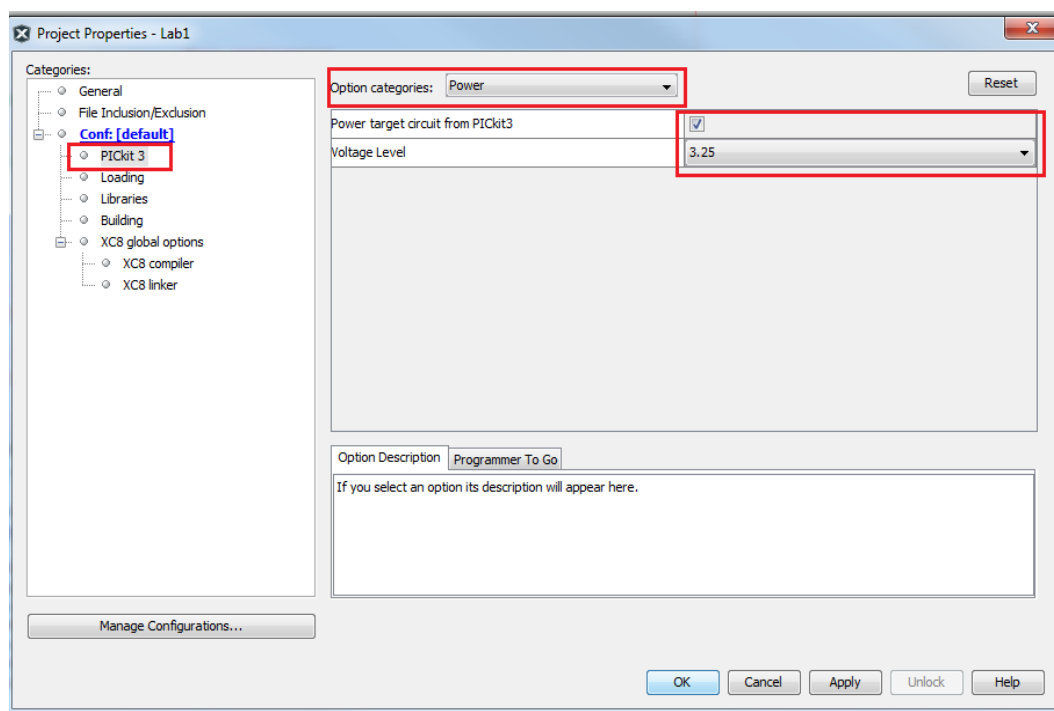 Project Properties - Lab1
Categories:
General
File Inclusion/Exclusion
Conf: [default]
PICkit 3
Loading
Libraries
Building
XC8 global options
XC8 compiler
XC8 linker
Manage Configurations...
Option categories: Power Reset
Power target circuit from PICkit3
Voltage Level 3.25
Option Description Programmer To Go
If you select an option its description will appear here.
OK Cancel Apply Unlock Help